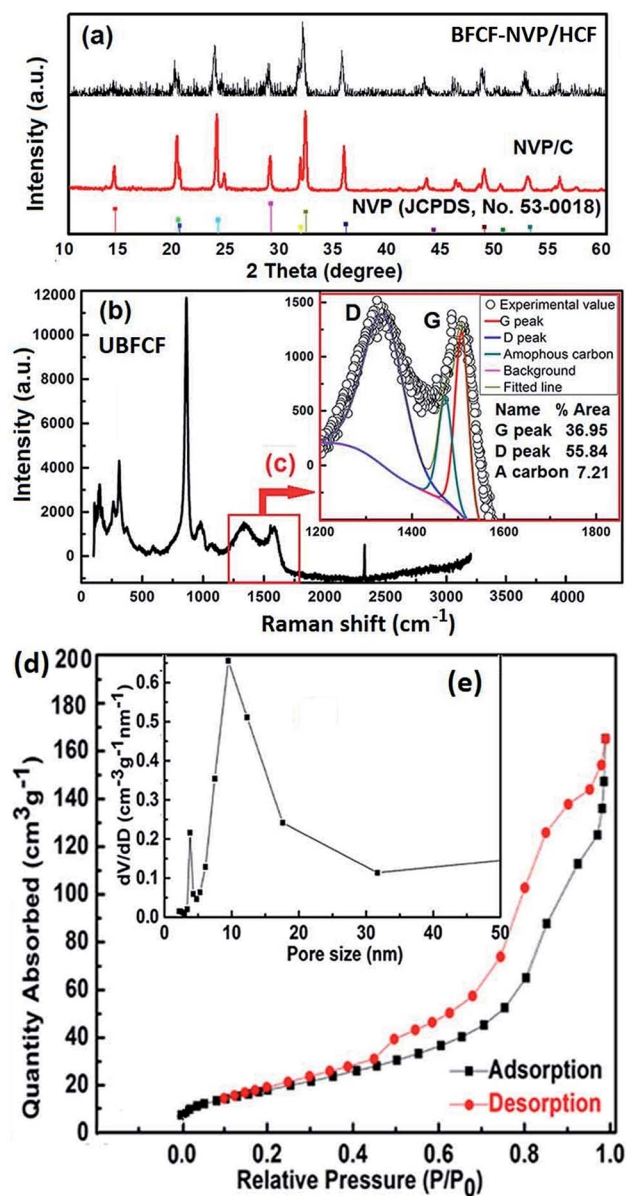 (a)
BFCF-NVP/HCF
NVP/C
NVP (JCPDS, No. 53-0018)
Intensity (a.u.)
10 15 20 25 30 35 40 45 50 55 60
2 Theta (degree)
(b)
UBFCF
12000
10000
8000
6000
4000
2000
0
Intensity (a.u.)
0 500 1000 1500 2000 2500 3000 3500 4000
Raman shift (cm-1)
(c)
1500
1250
1000
500
250
0
D
G
Experimental value
G peak
D peak
Amophous carbon
Background
Fitted line
Name % Area
G peak 36.95
D peak 55.84
A carbon 7.21
1200 1400 1600 1800
(d)
200
180
160
140
120
100
80
60
40
20
0
Quantity Absorbed (cm3g-1)
(e)
0.6
0.5
0.4
0.3
0.2
0.1
0.0
dV/dD (cm-3g-1nm-1)
0 10 20 30 40 50
Pore size (nm)
Adsorption
Desorption
0.0 0.2 0.4 0.6 0.8 1.0
Relative Pressure (P/P0)